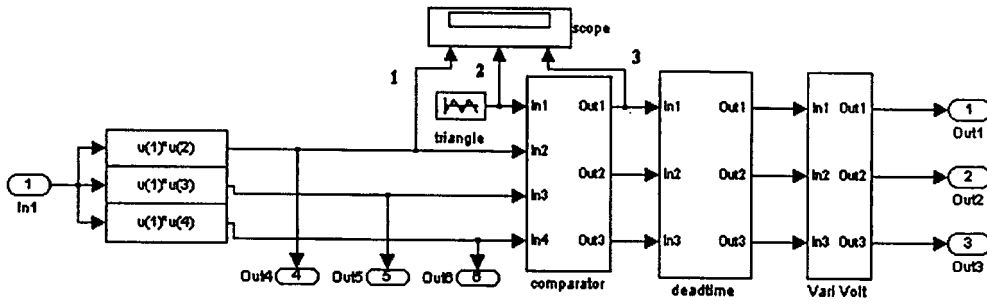 scope
1
2
3
triangle
In1
In2
In3
In4
Out1
Out2
Out3
comparator
In1
In2
In3
Out1
Out2
Out3
deadtime
In1
In2
In3
Out1
Out2
Out3
Vari Volt
1
Out1
2
Out2
3
Out3
1
In1
u(1)*u(2)
u(1)*u(3)
u(1)*u(4)
Out4
4
Out5
5
Out6
6